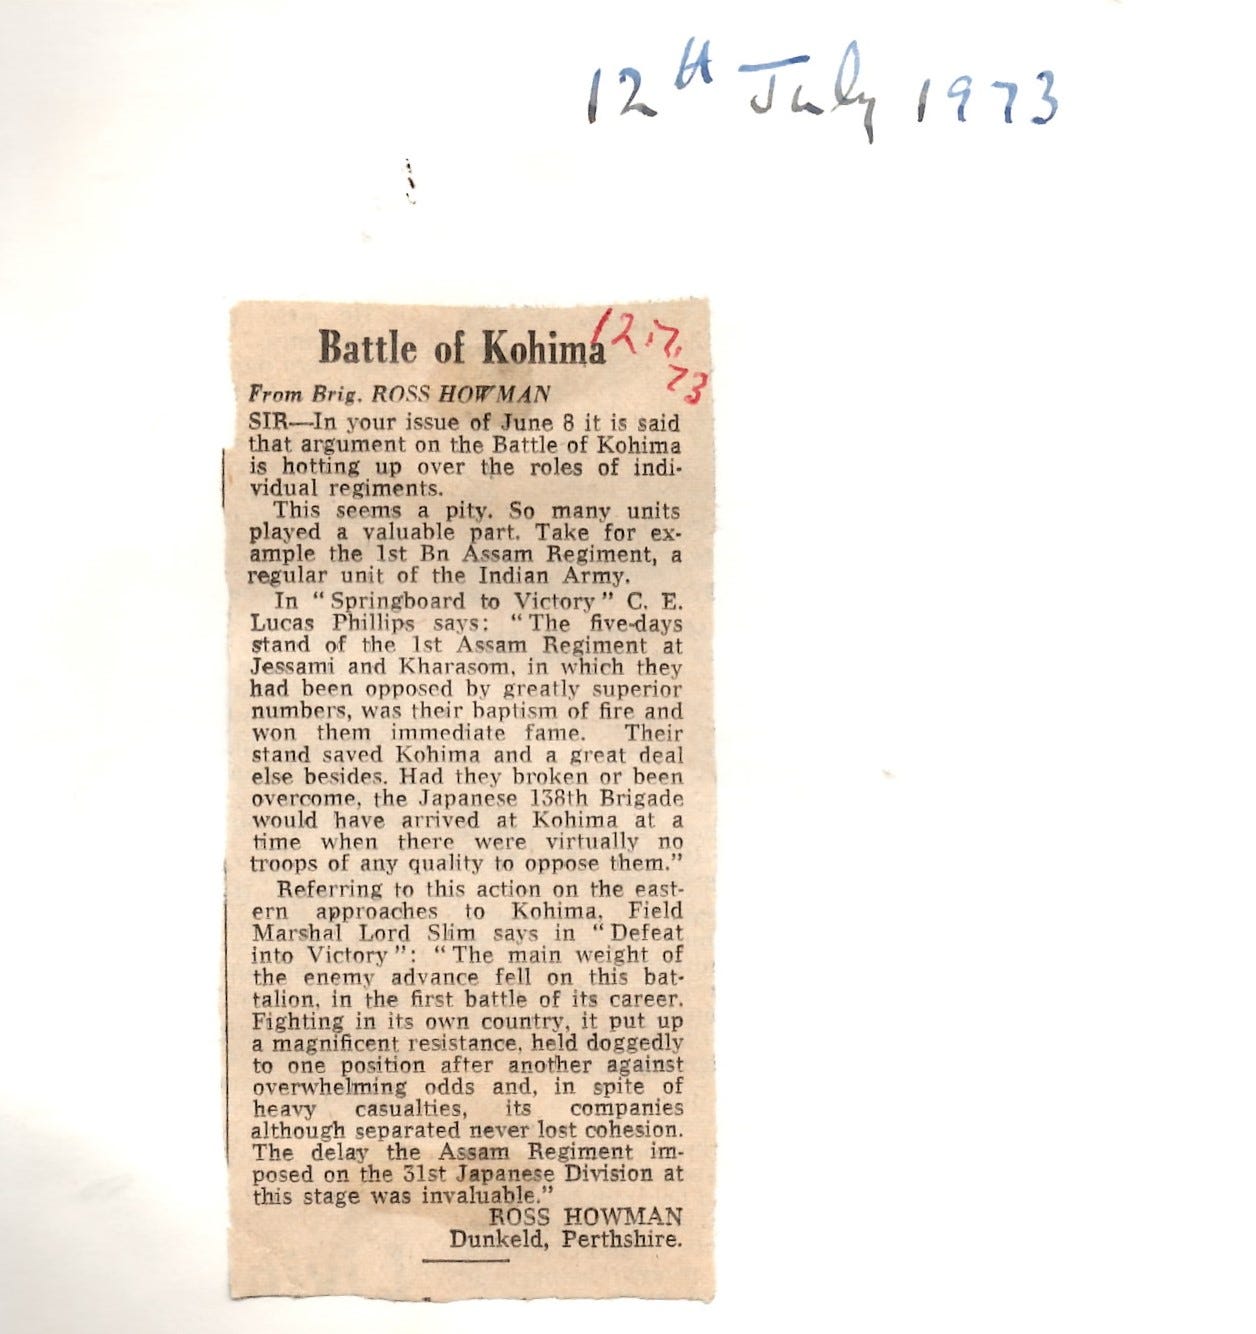 12th July 1973
Battle of Kohima
12.7.
73
From Brig. ROSS HOWMAN
SIR—In your issue of June 8 it is said
that argument on the Battle of Kohima
is hotting up over the roles of indi-
vidual regiments.
This seems a pity. So many units
played a valuable part. Take for ex-
ample the 1st Bn Assam Regiment, a
regular unit of the Indian Army.
In “Springboard to Victory” C. E.
Lucas Phillips says: “The five-days
stand of the 1st Assam Regiment at
Jessami and Kharasom, in which they
had been opposed by greatly superior
numbers, was their baptism of fire and
won them immediate fame. Their
stand saved Kohima and a great deal
else besides. Had they broken or been
overcome, the Japanese 138th Brigade
would have arrived at Kohima at a
time when there were virtually no
troops of any quality to oppose them.”
Referring to this action on the east-
ern approaches to Kohima, Field
Marshal Lord Slim says in “Defeat
into Victory”: “The main weight of
the enemy advance fell on this bat-
talion, in the first battle of its career.
Fighting in its own country, it put up
a magnificent resistance, held doggedly
to one position after another against
overwhelming odds and, in spite of
heavy casualties, its companies
although separated never lost cohesion.
The delay the Assam Regiment im-
posed on the 31st Japanese Division at
this stage was invaluable.”
ROSS HOWMAN
Dunkeld, Perthshire.